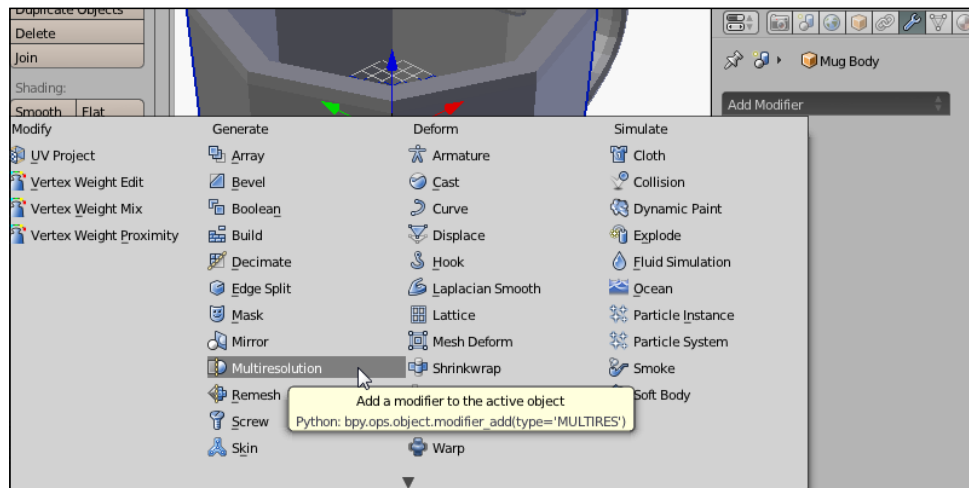 Duplicate Objects
Delete
Join
Shading:
Smooth Flat
Mug Body
Add Modifier
Modify
UV Project
Vertex Weight Edit
Vertex Weight Mix
Vertex Weight Proximity
Generate
Array
Bevel
Boolean
Build
Decimate
Edge Split
Mask
Mirror
Multiresolution
Remesh
Screw
Skin
Deform
Armature
Cast
Curve
Displace
Hook
Laplacian Smooth
Lattice
Mesh Deform
Shrinkwrap
Warp
Simulate
Cloth
Collision
Dynamic Paint
Explode
Fluid Simulation
Ocean
Particle Instance
Particle System
Smoke
Soft Body
Add a modifier to the active object
Python: bpy.ops.object.modifier_add(type='MULTIRES')